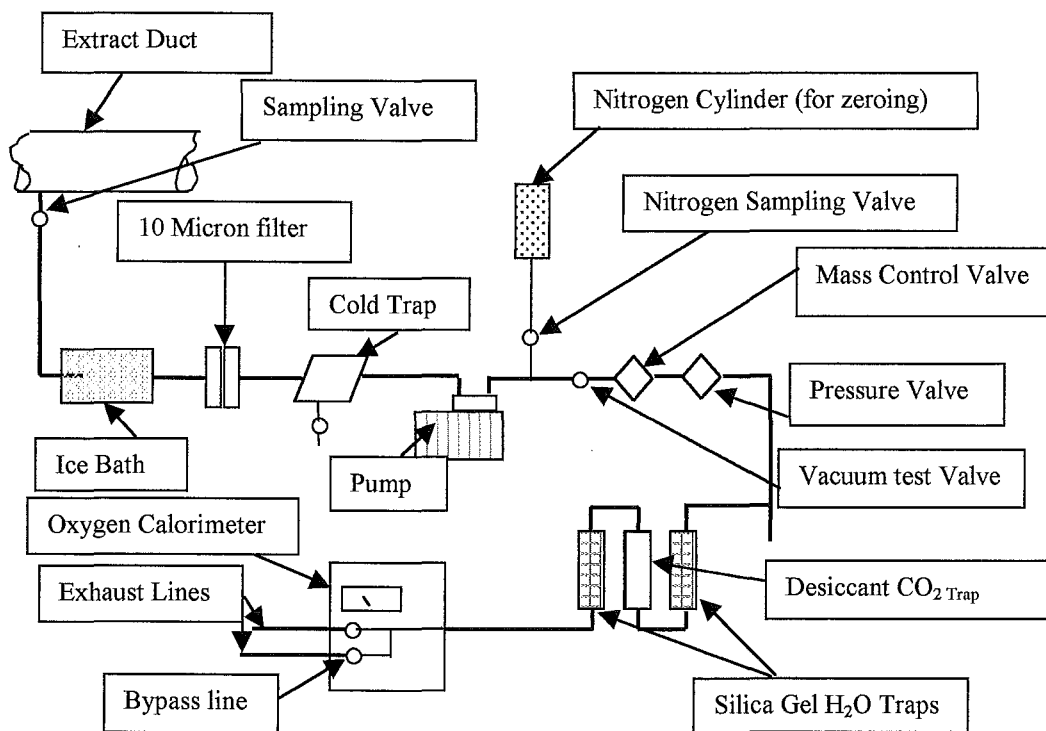 Extract Duct
Sampling Valve
Nitrogen Cylinder (for zeroing)
10 Micron filter
Nitrogen Sampling Valve
Mass Control Valve
Cold Trap
Pressure Valve
Ice Bath
Pump
Vacuum test Valve
Oxygen Calorimeter
Exhaust Lines
Desiccant CO₂ Trap
Bypass line
Silica Gel H₂O Traps